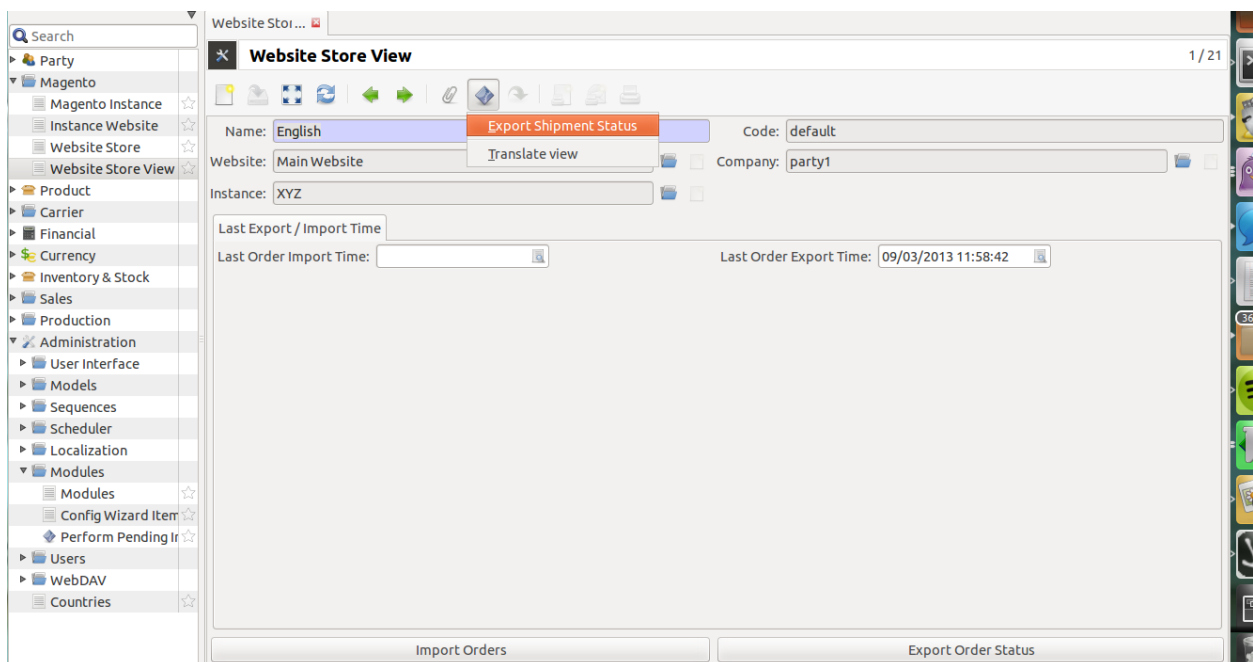 Website Stor...
Search
Website Store View
1 / 21
Party
Magento
Magento Instance
Instance Website
Website Store
Website Store View
Product
Carrier
Financial
Currency
Inventory & Stock
Sales
Production
Administration
User Interface
Models
Sequences
Scheduler
Localization
Modules
Modules
Config Wizard Item
Perform Pending In
Users
WebDAV
Countries
Export Shipment Status
Translate view
Name: English
Code: default
Website: Main Website
Company: party1
Instance: XYZ
Last Export / Import Time
Last Order Import Time:
Last Order Export Time: 09/03/2013 11:58:42
Import Orders
Export Order Status